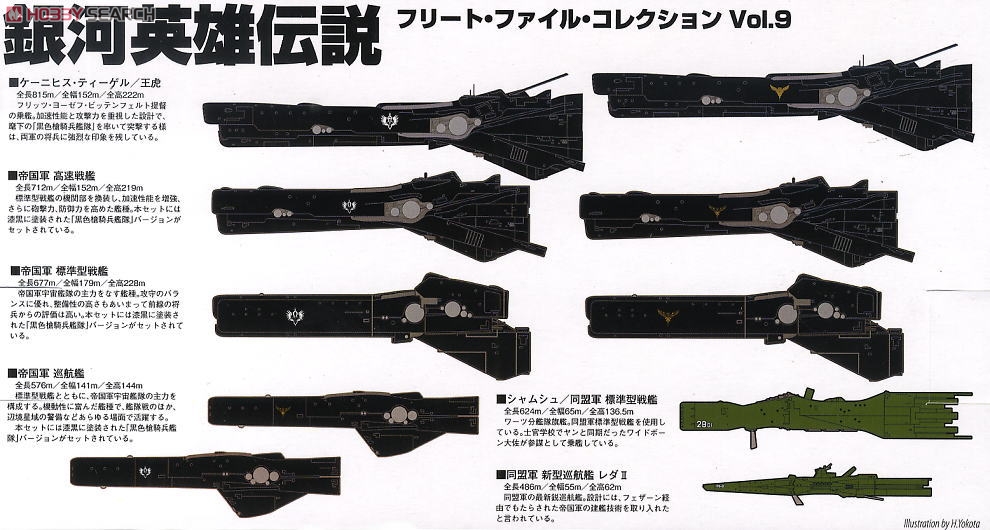 HOBBYSEARCH
銀河英雄伝説
フリート・ファイル・コレクション Vol.9
■ケーニヒス・ティーゲル/王虎
全長815m/全幅152m/全高222m
フリッツ・ヨーゼフ・ビッテンフェルト提督
の乗艦。加速性能と攻撃力を重視した設計で、
麾下の「黒色槍騎兵艦隊」を率いて突撃する様
は、両軍の将兵に強烈な印象を残している。
■帝国軍 高速戦艦
全長712m/全幅152m/全高219m
標準型戦艦の機関部を換装し、加速性能を増強、
さらに砲撃力、防御力を高めた艦種。本セットには
漆黒に塗装された「黒色槍騎兵艦隊」バージョンが
セットされている。
■帝国軍 標準型戦艦
全長677m/全幅179m/全高228m
帝国軍宇宙艦隊の主力をなす艦種。攻守のバラ
ンスに優れ、整備性の高さもあいまって前線の将
兵からの評価は高い。本セットには漆黒に塗装さ
れた「黒色槍騎兵艦隊」バージョンがセットされて
いる。
■帝国軍 巡航艦
全長576m/全幅141m/全高144m
標準型戦艦とともに、帝国軍宇宙艦隊の主力を
構成する。機動性に富んだ艦種で、艦隊戦のほか、
辺境星域の警備などあらゆる場面で活躍する。
本セットには漆黒に塗装された「黒色槍騎兵艦
隊」バージョンがセットされている。
■シャムシュ/同盟軍 標準型戦艦
全長624m/全幅65m/全高136.5m
ワーツ分艦隊旗艦。同盟軍標準型戦艦を使用し
ている。士官学校でヤンと同期だったワイドボー
ン大佐が参謀として乗艦している。
■同盟軍 新型巡航艦 レダⅡ
全長486m/全幅55m/全高62m
同盟軍の最新鋭巡航艦。設計には、フェザーン経
由でもたらされた帝国軍の建艦技術を取り入れた
と言われている。
Illustration by H.Yokota